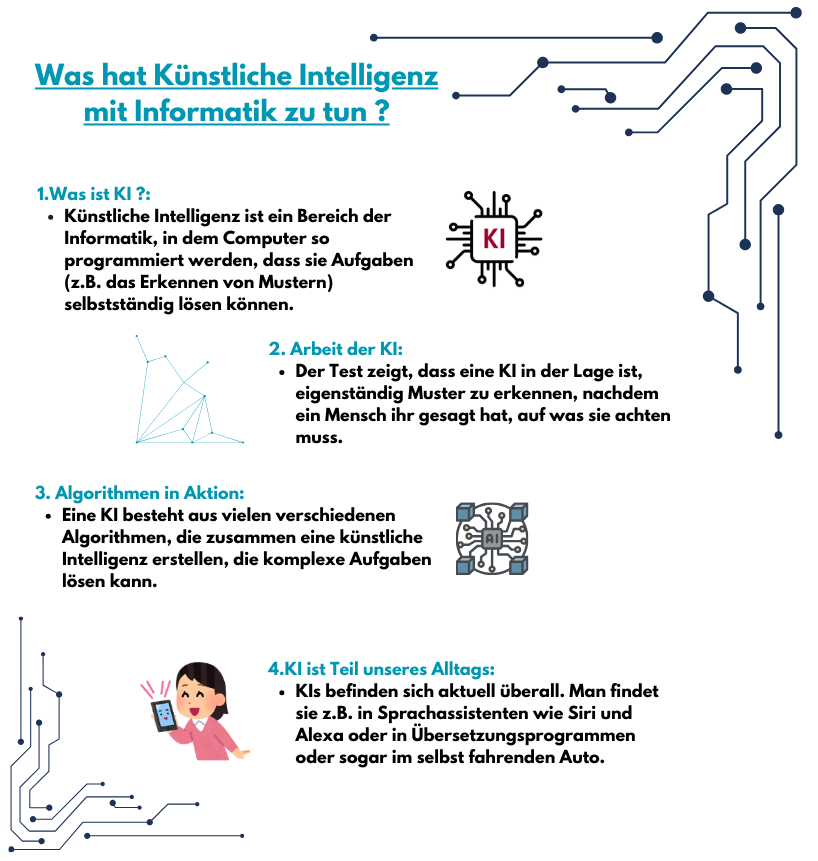 Was hat Künstliche Intelligenz
mit Informatik zu tun ?
1.Was ist KI ?:
• Künstliche Intelligenz ist ein Bereich der
Informatik, in dem Computer so
programmiert werden, dass sie Aufgaben
(z.B. das Erkennen von Mustern)
selbstständig lösen können.
KI
2. Arbeit der KI:
• Der Test zeigt, dass eine KI in der Lage ist,
eigenständig Muster zu erkennen, nachdem
ein Mensch ihr gesagt hat, auf was sie achten
muss.
3. Algorithmen in Aktion:
• Eine KI besteht aus vielen verschiedenen
Algorithmen, die zusammen eine künstliche
Intelligenz erstellen, die komplexe Aufgaben
lösen kann.
AI
4.KI ist Teil unseres Alltags:
• KIs befinden sich aktuell überall. Man findet
sie z.B. in Sprachassistenten wie Siri und
Alexa oder in Übersetzungsprogrammen
oder sogar im selbst fahrenden Auto.